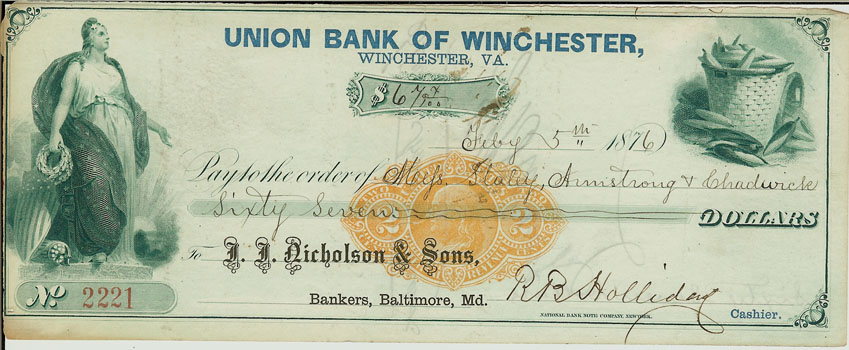 UNION BANK OF WINCHESTER,
WINCHESTER, VA.
$ 67
Feby 5th 1876
Pay to the order of Mess. Staley, Armstrong & Chadwick
Sixty Seven DOLLARS
To J. J. Nicholson & Sons,
Bankers, Baltimore, Md.
R B Holliday
Cashier.
No 2221
NATIONAL BANK NOTE COMPANY, NEW YORK.